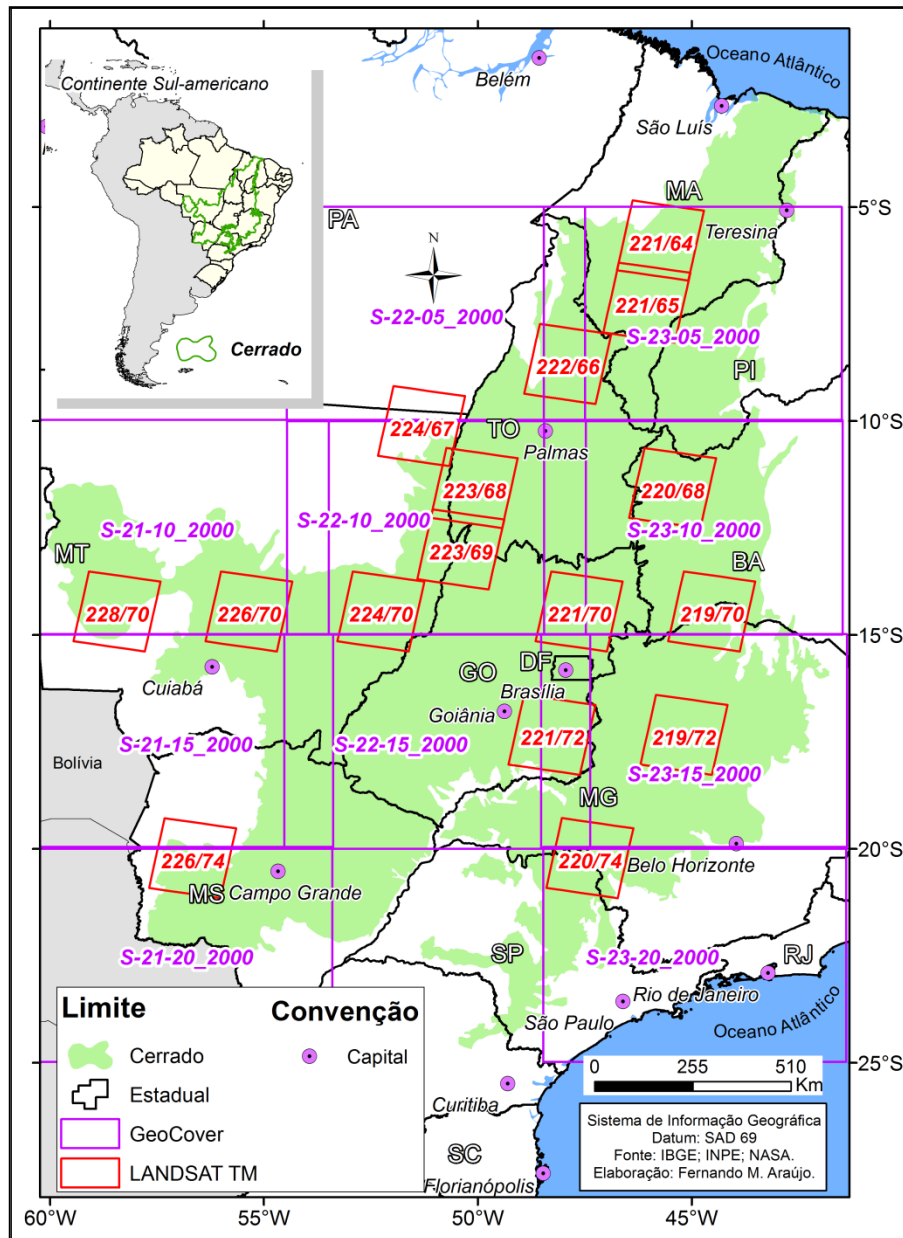 Continente Sul-americano
Cerrado
Belém
Oceano Atlântico
São Luís
MA
PA
N
221/64
Teresina
5°S
221/65
S-22-05_2000
S-23-05_2000
222/66
PI
224/67
TO
10°S
Palmas
223/68
220/68
S-21-10_2000
S-22-10_2000
S-23-10_2000
223/69
MT
BA
228/70
226/70
224/70
221/70
219/70
15°S
GO
DF
Cuiabá
Brasília
Goiânia
221/72
219/72
S-21-15_2000
S-22-15_2000
Bolívia
S-23-15_2000
MG
20°S
226/74
220/74
Belo Horizonte
MS
Campo Grande
S-21-20_2000
SP
S-23-20_2000
RJ
Rio de Janeiro
São Paulo
Oceano Atlântico
Limite
Convenção
Cerrado
Capital
Estadual
GeoCover
LANDSAT TM
25°S
0 255 510
Km
Curitiba
SC
Florianópolis
Sistema de Informação Geográfica
Datum: SAD 69
Fonte: IBGE; INPE; NASA.
Elaboração: Fernando M. Araújo.
60°W 55°W 50°W 45°W